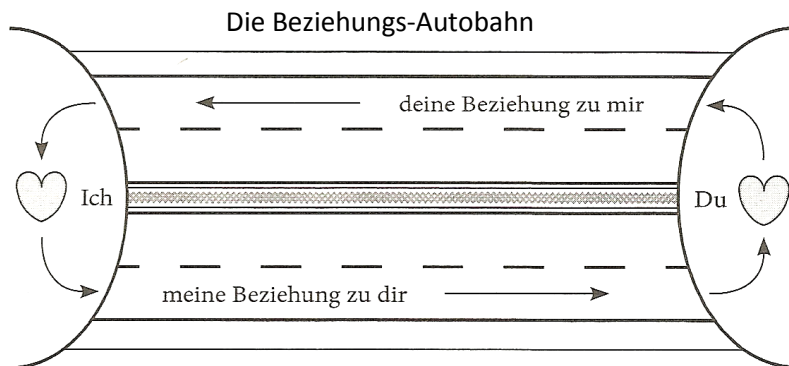 Die Beziehungs-Autobahn
deine Beziehung zu mir
Ich
Du
meine Beziehung zu dir